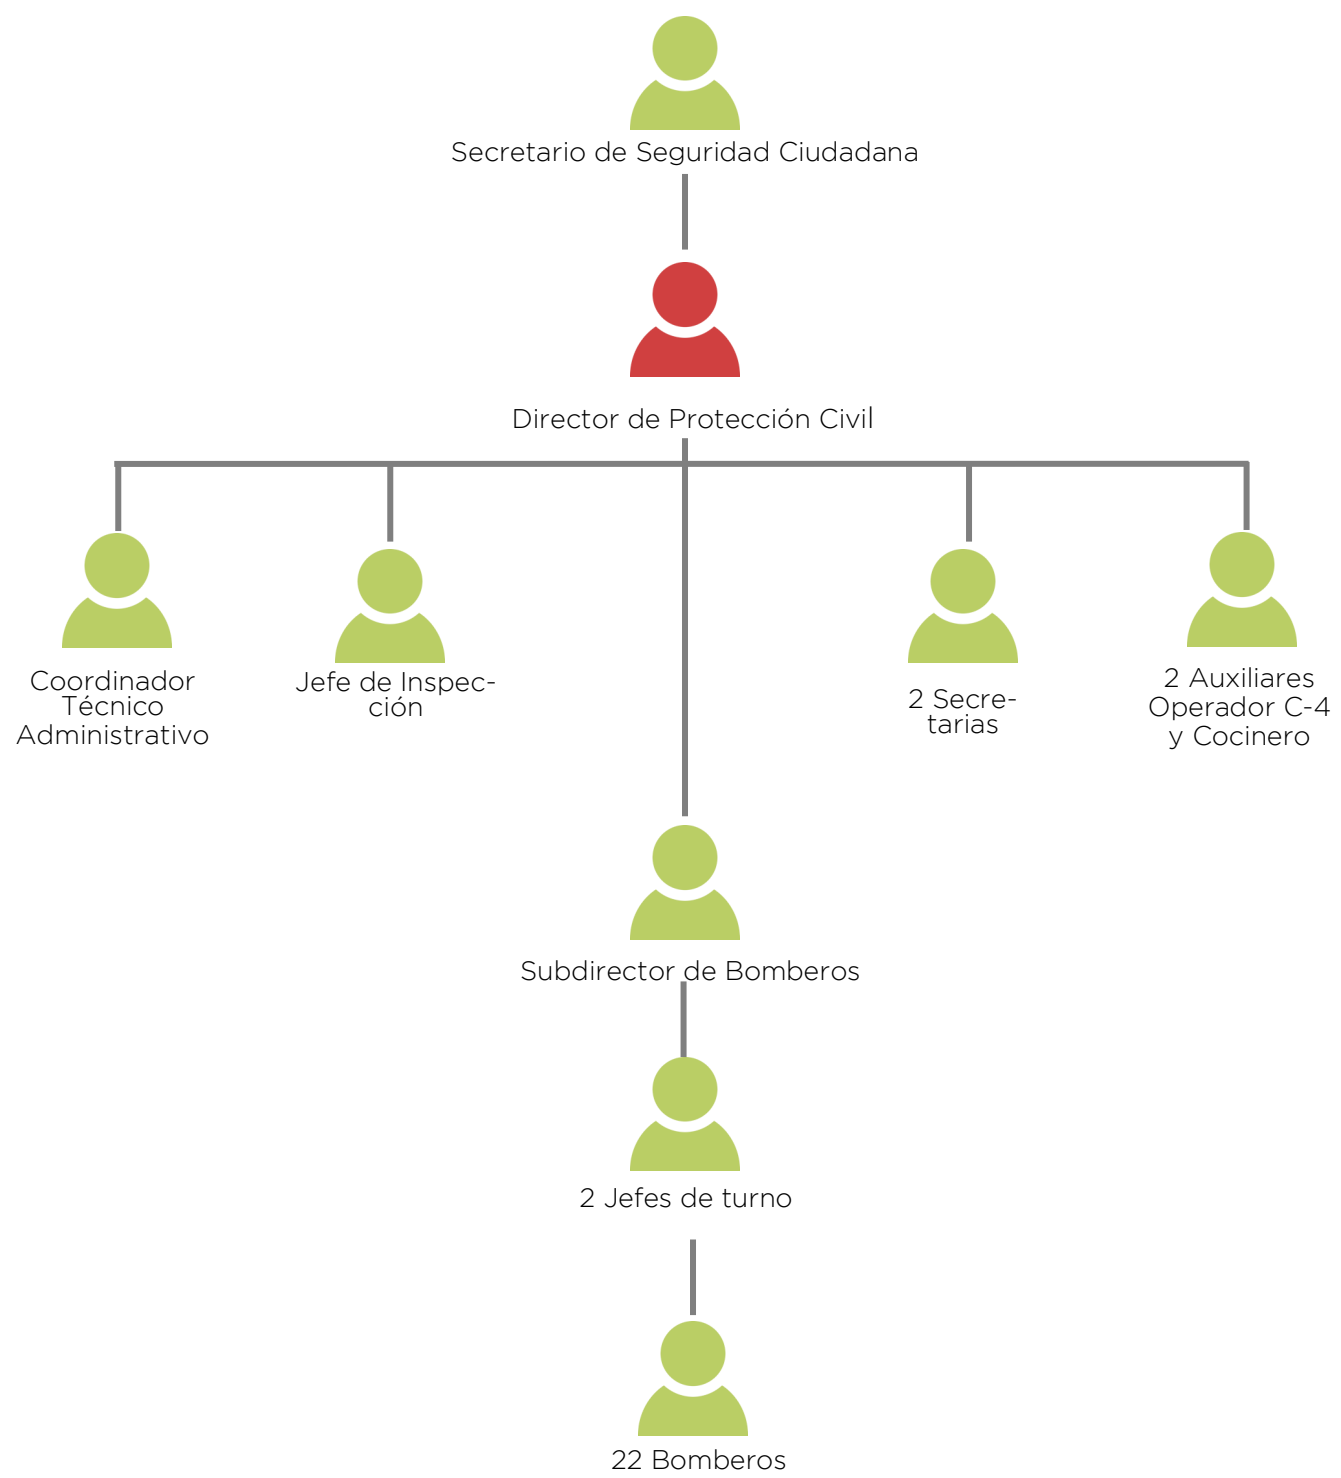 Secretario de Seguridad Ciudadana
Director de Protección Civil
Coordinador
Técnico
Administrativo
Jefe de Inspec-
ción
2 Secre-
tarias
2 Auxiliares
Operador C-4
y Cocinero
Subdirector de Bomberos
2 Jefes de turno
22 Bomberos